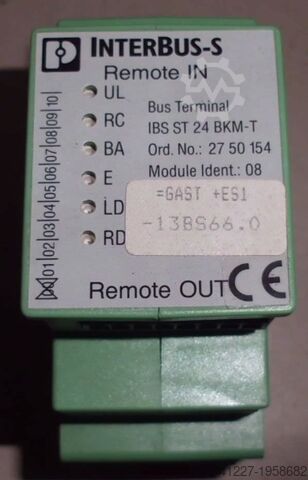 INTERBUS-S
Remote IN
UL
RC
BA
E
LD
RD
Bus Terminal
IBS ST 24 BKM-T
Ord. No.: 27 50 154
Module Ident.: 08
=GAST +ES1
-13BS66.0
Remote OUT CE
01 02 03 04 05 06 07 08 09 10
41227-1958682